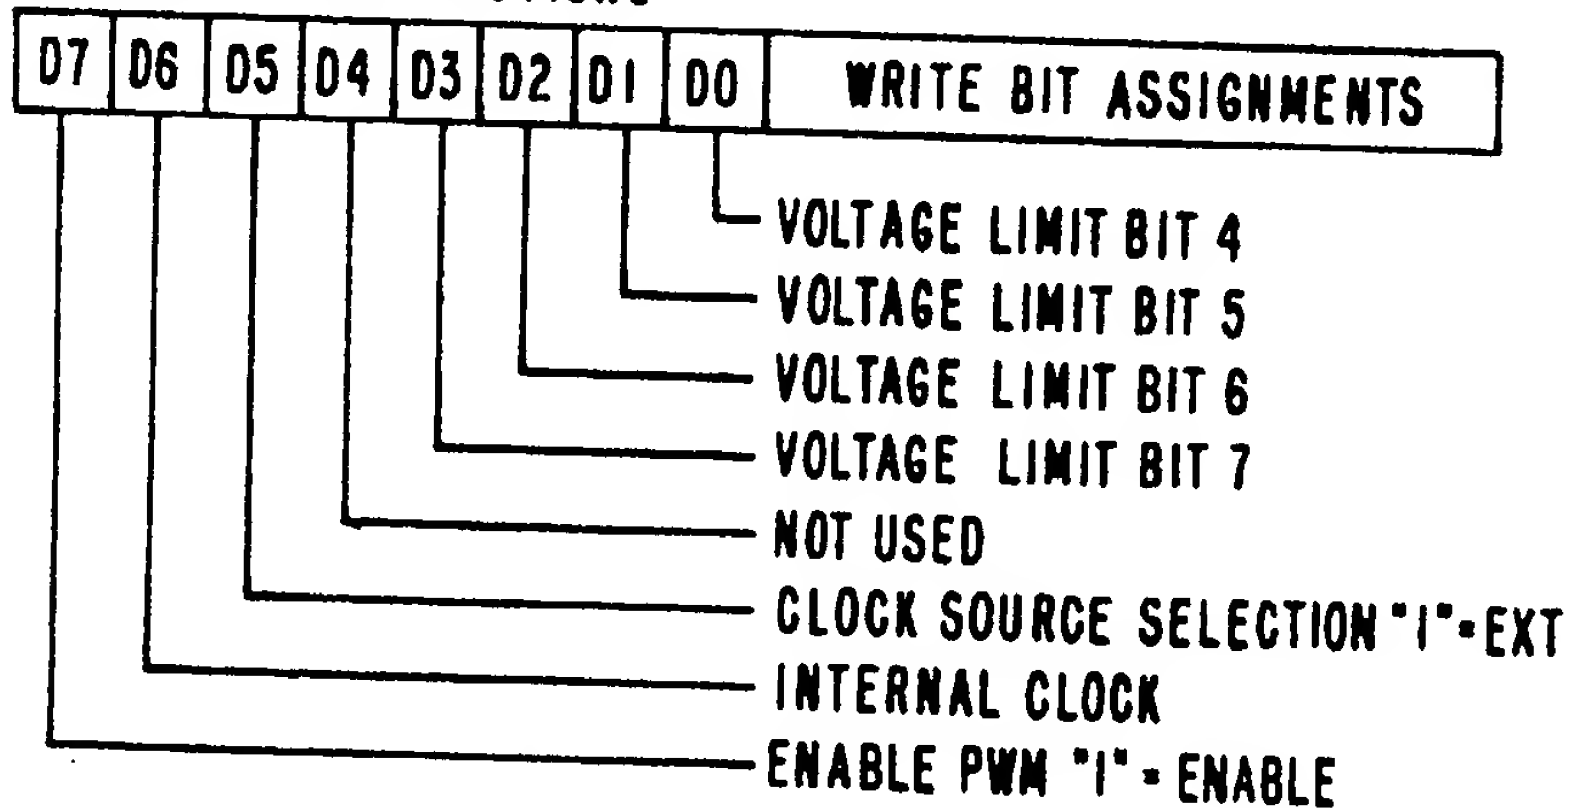 D7 D6 D5 D4 D3 D2 D1 D0 WRITE BIT ASSIGNMENTS
VOLTAGE LIMIT BIT 4
VOLTAGE LIMIT BIT 5
VOLTAGE LIMIT BIT 6
VOLTAGE LIMIT BIT 7
NOT USED
CLOCK SOURCE SELECTION "1"=EXT
INTERNAL CLOCK
ENABLE PWM "1" = ENABLE